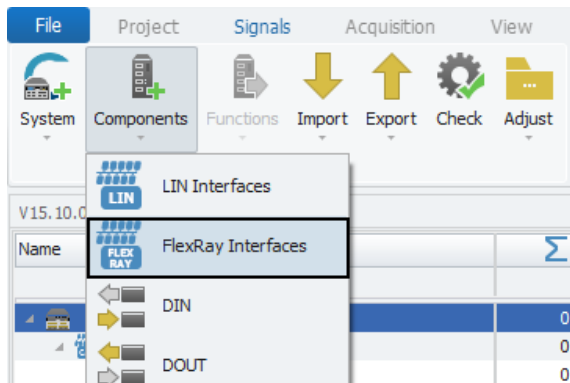 File Project Signals Acquisition View
System Components Functions Import Export Check Adjust
LIN
LIN Interfaces
V15.10.0
FLEX
RAY
FlexRay Interfaces
Name Σ
DIN
0
0
DOUT
0